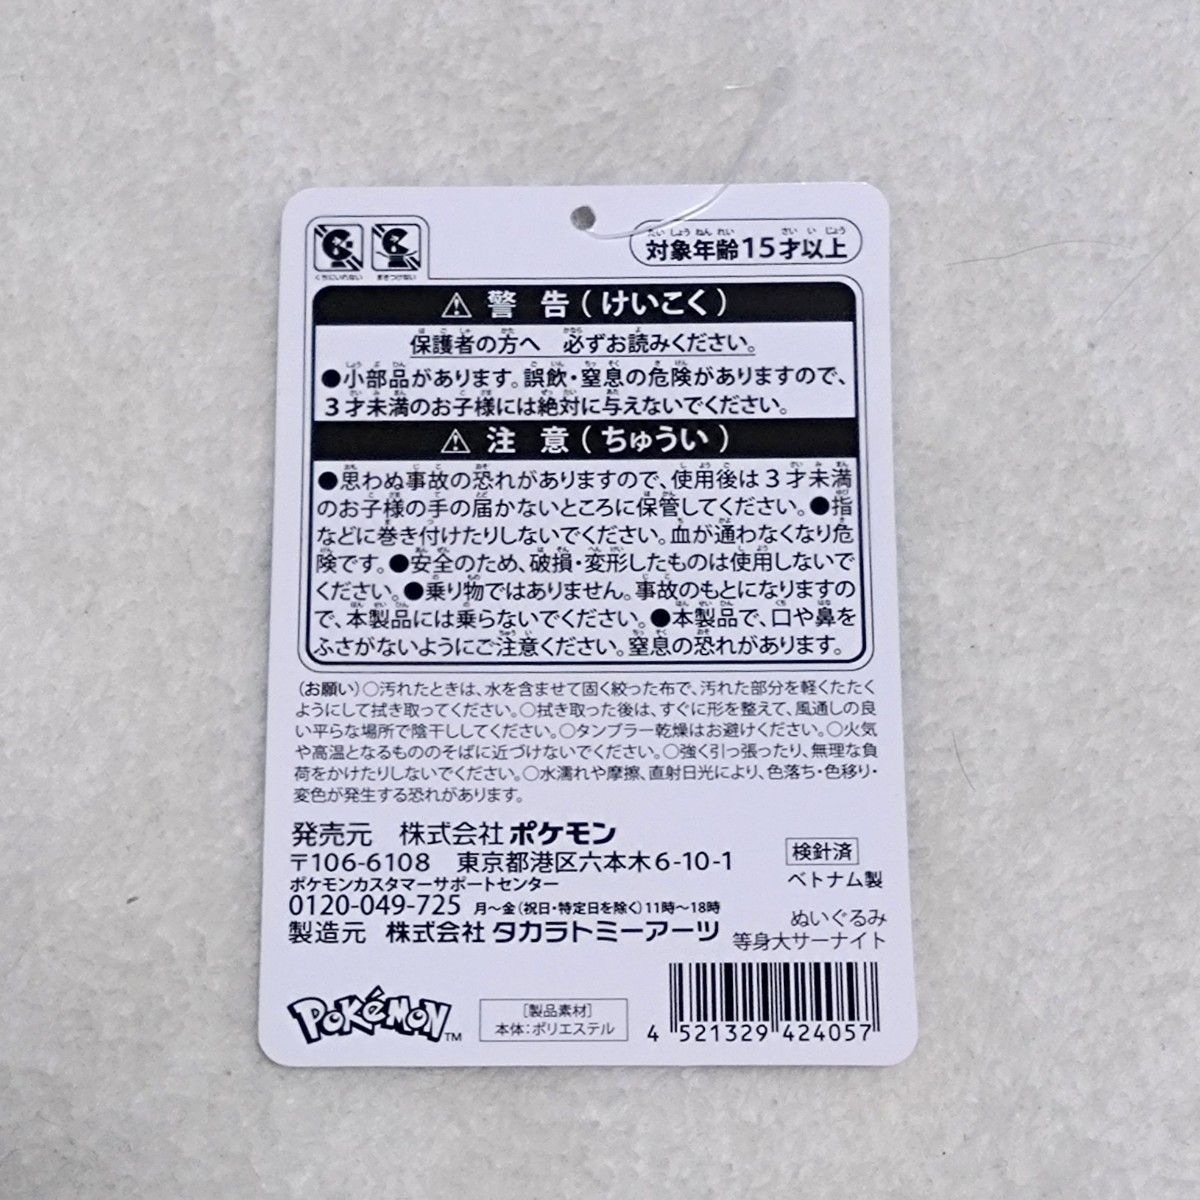 くちにいれない まきつけない
対象年齢15才以上
警 告(けいこく)
保護者の方へ 必ずお読みください。
●小部品があります。誤飲・窒息の危険がありますので、
3才未満のお子様には絶対に与えないでください。
注 意(ちゅうい)
●思わぬ事故の恐れがありますので、使用後は3才未満
のお子様の手の届かないところに保管してください。●指
などに巻き付けたりしないでください。血が通わなくなり危
険です。●安全のため、破損・変形したものは使用しないで
ください。●乗り物ではありません。事故のもとになりますの
で、本製品には乗らないでください。●本製品で、口や鼻を
ふさがないようにご注意ください。窒息の恐れがあります。
(お願い)○汚れたときは、水を含ませて固く絞った布で、汚れた部分を軽くたたく
ようにして拭き取ってください。○拭き取った後は、すぐに形を整えて、風通しの良
い平らな場所で陰干ししてください。○タンブラー乾燥はお避けください。○火気
や高温となるもののそばに近づけないでください。○強く引っ張ったり、無理な負
荷をかけたりしないでください。○水濡れや摩擦、直射日光により、色落ち・色移り・
変色が発生する恐れがあります。
発売元 株式会社 ポケモン
〒106-6108 東京都港区六本木6-10-1
ポケモンカスタマーサポートセンター
0120-049-725 月〜金(祝日・特定日を除く)11時〜18時
製造元 株式会社 タカラトミーアーツ
検針済
ベトナム製
ぬいぐるみ
等身大サーナイト
POKéMON™
[製品素材]
本体:ポリエステル
4 521329 424057